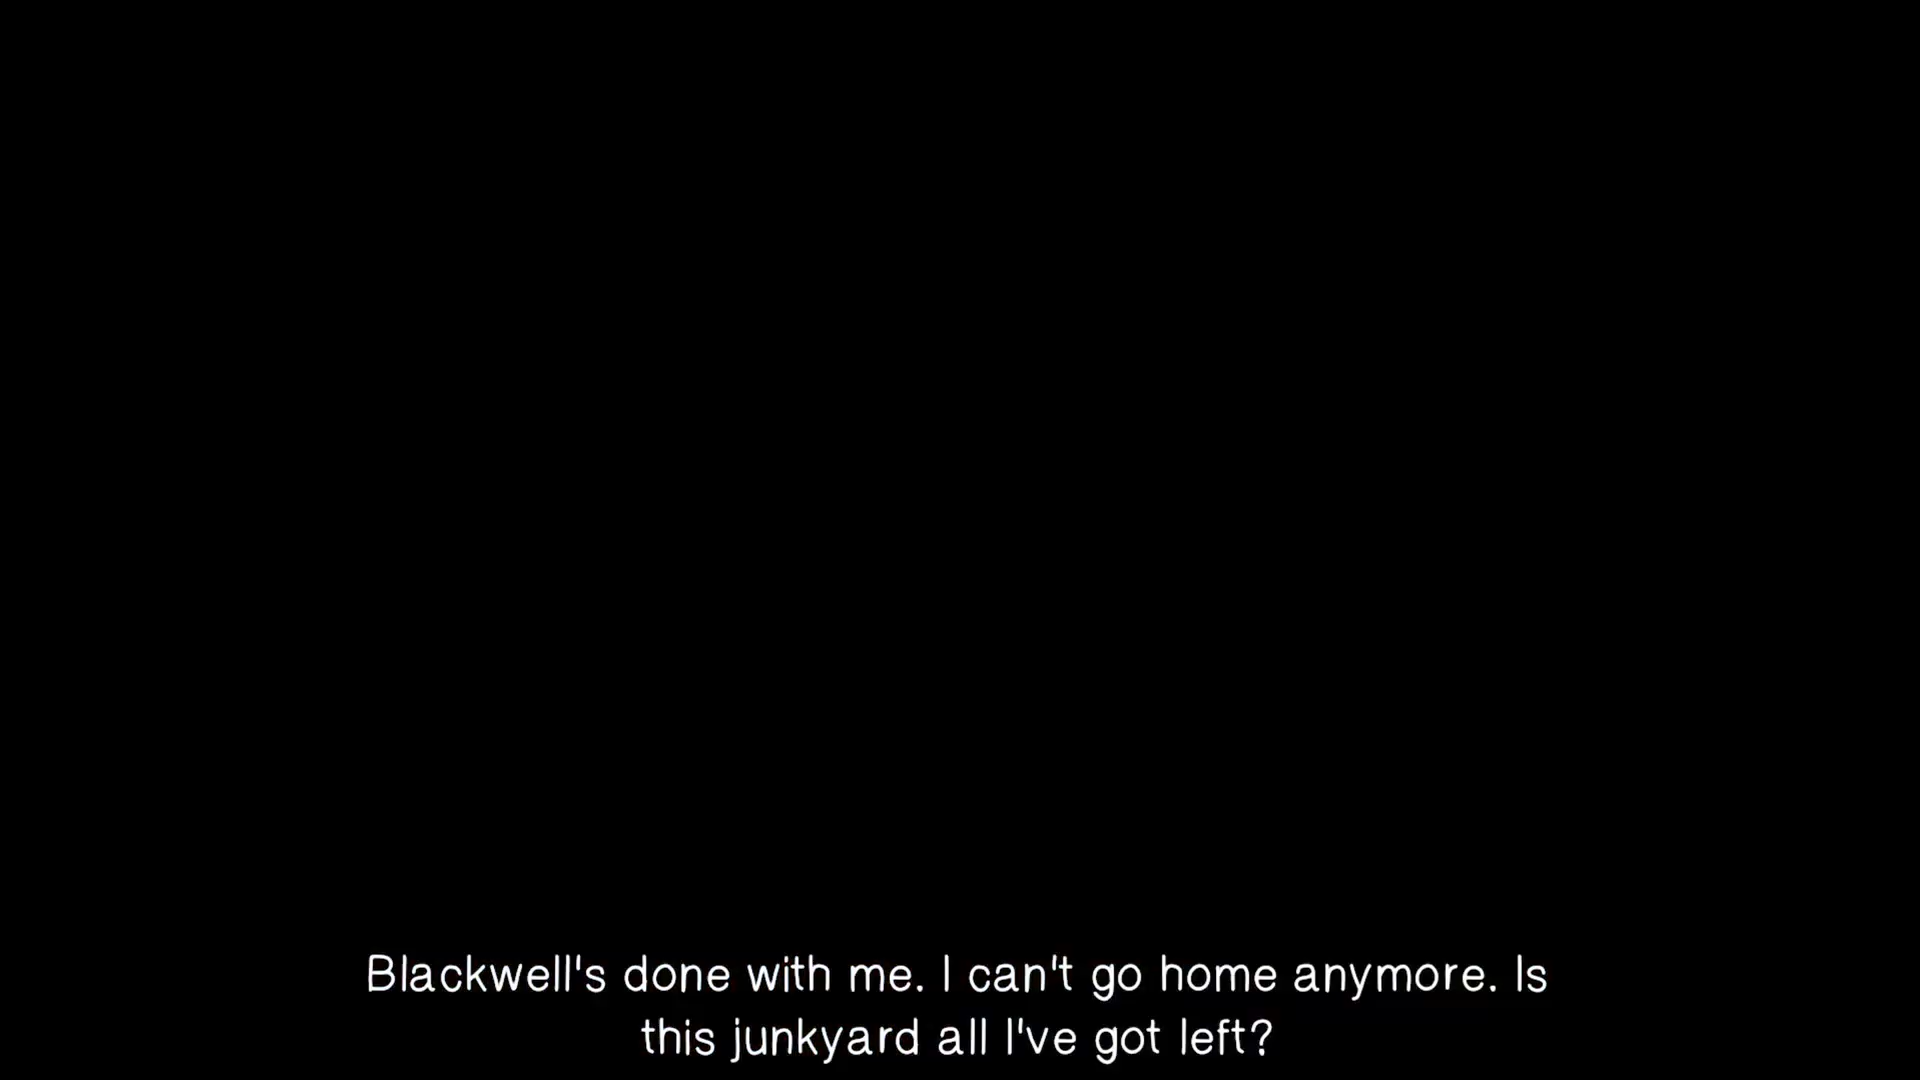 Blackwell's done with me. I can't go home anymore. Is
this junkyard all I've got left?